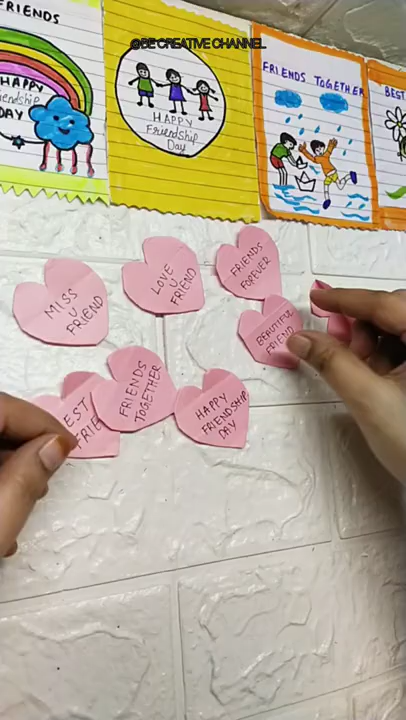 @BE CREATIVE CHANNEL
FRIENDS
HAPPY
Friendship
DAY
HAPPY
Friendship
Day
FRIENDS TOGETHER
BEST
MISS
U
FRIEND
LOVE
U
FRIEND
FRIENDS
FOREVER
BEAUTIFUL
FRIEND
FRIENDS
TOGETHER
HAPPY
FRIENDSHIP
DAY